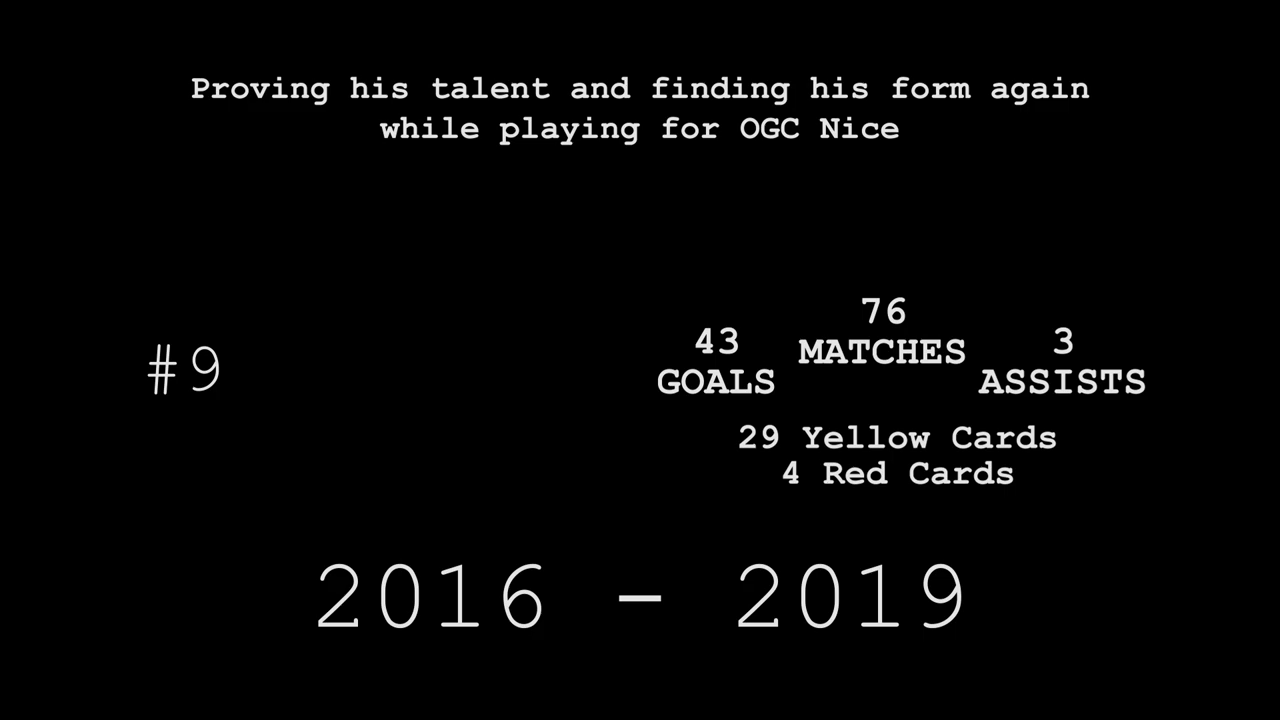 Proving his talent and finding his form again
while playing for OGC Nice
#9
43
GOALS
76
MATCHES
3
ASSISTS
29 Yellow Cards
4 Red Cards
2016 - 2019